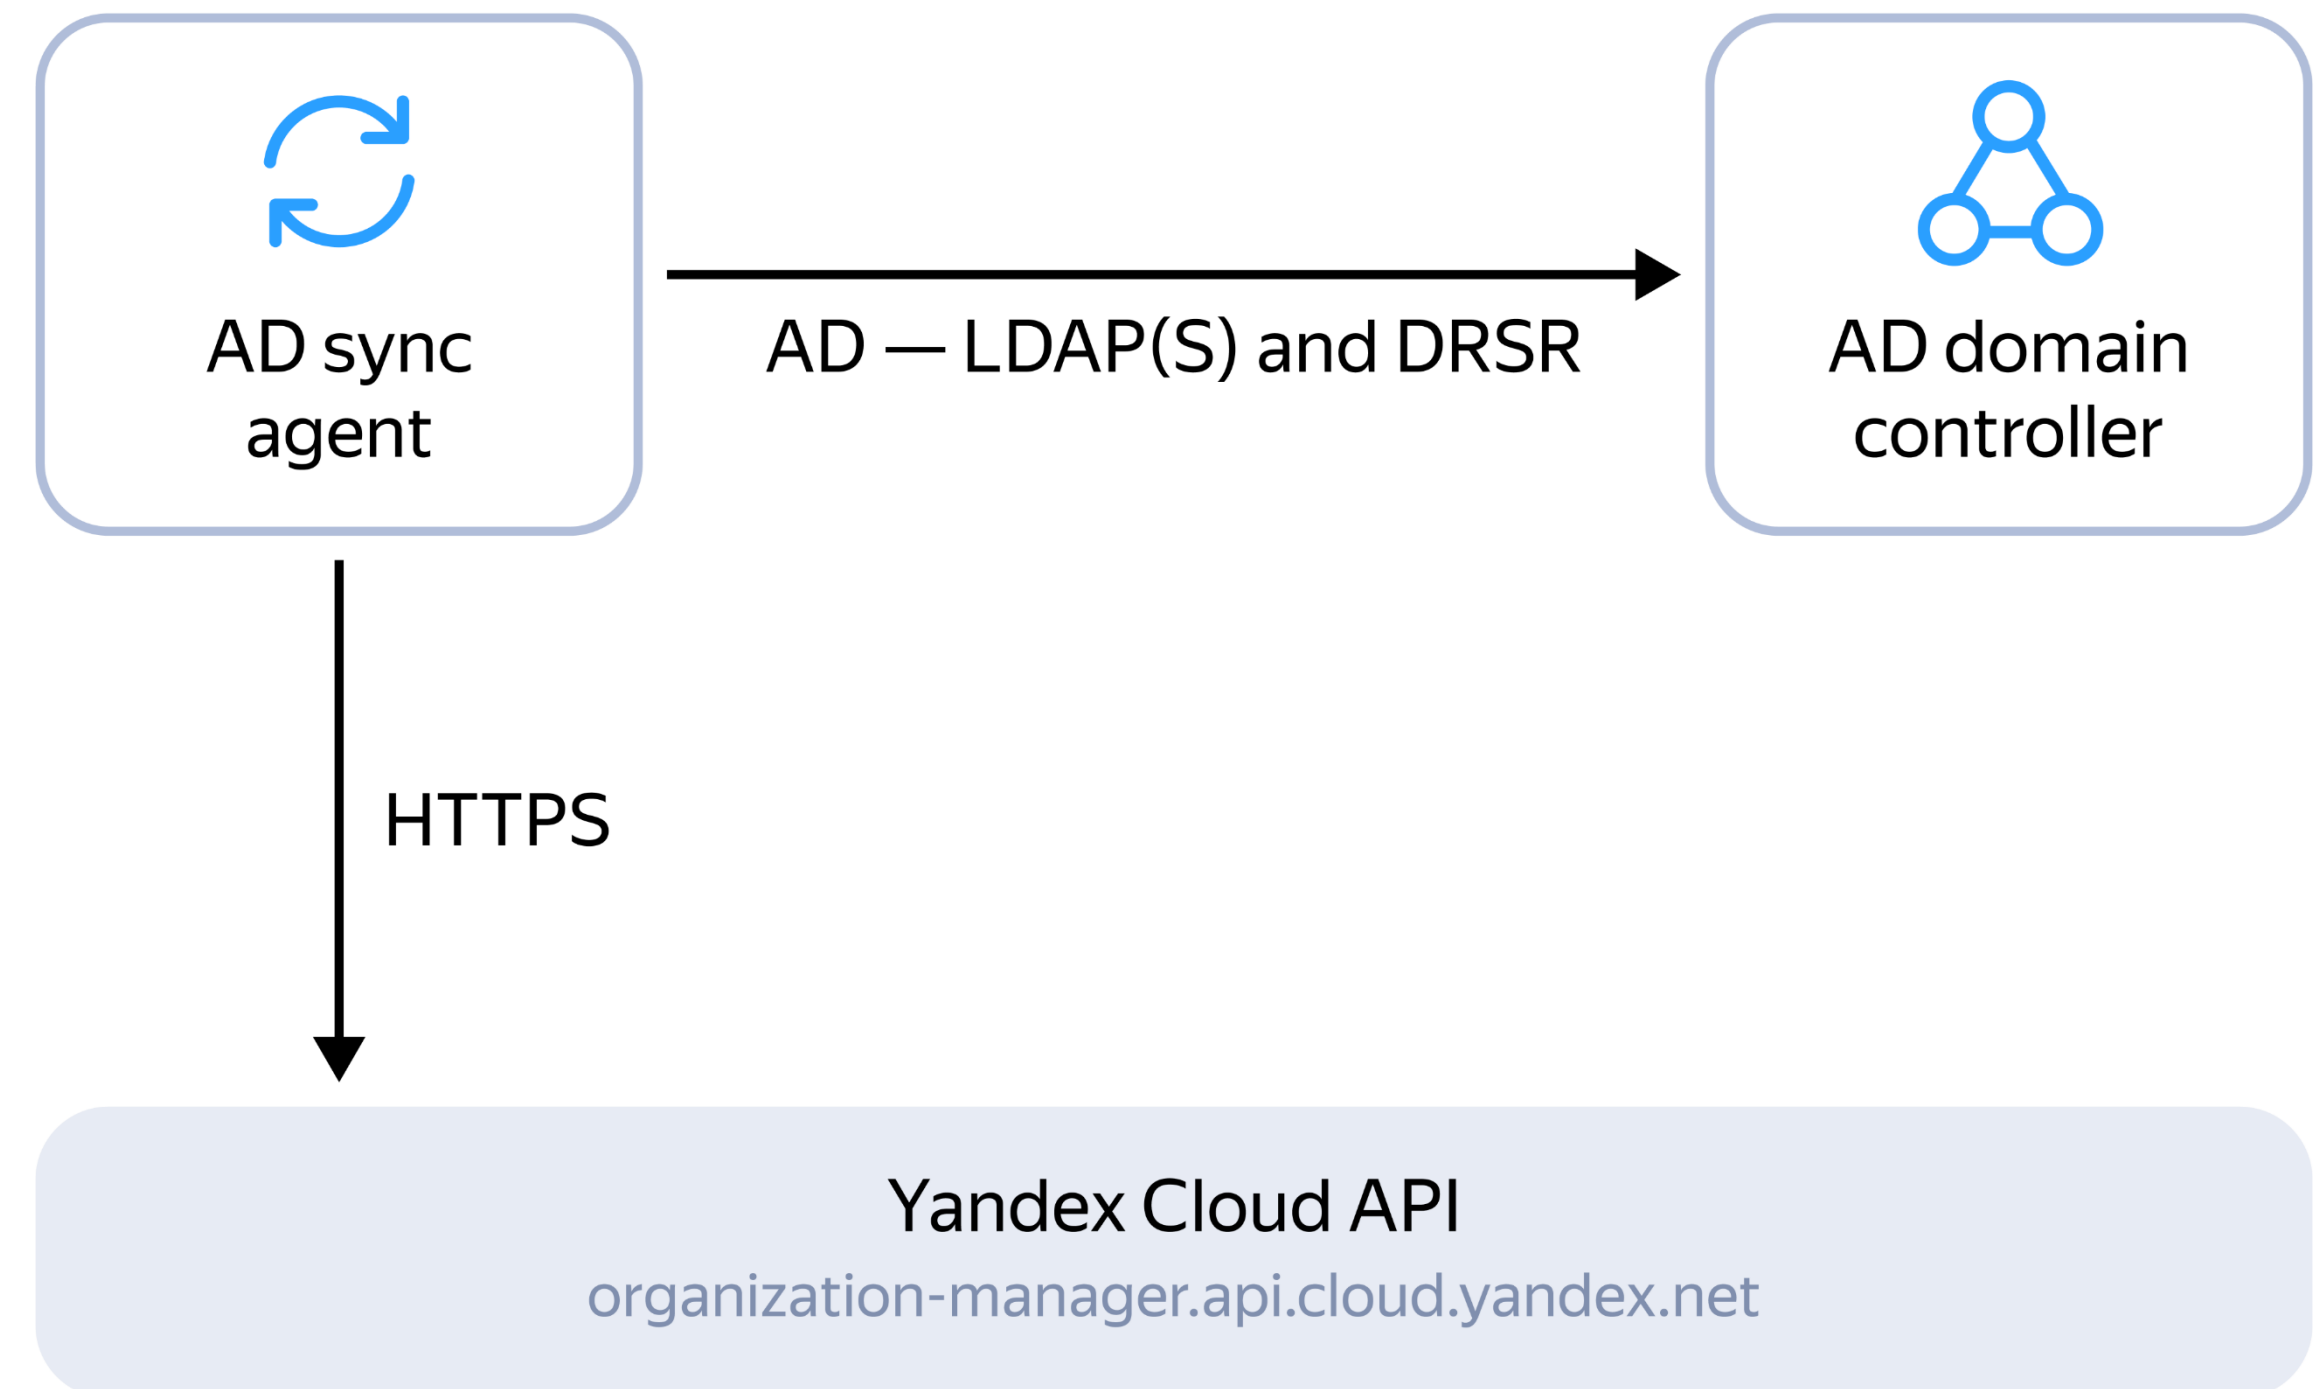 AD sync
agent
AD — LDAP(S) and DRSR
AD domain
controller
HTTPS
Yandex Cloud API
organization-manager.api.cloud.yandex.net